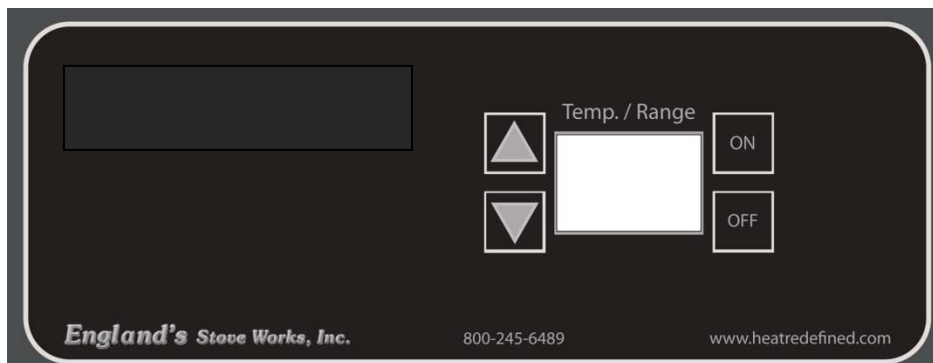 Temp. / Range
ON
OFF
England's Stove Works, Inc.
800-245-6489
www.heatredefined.com